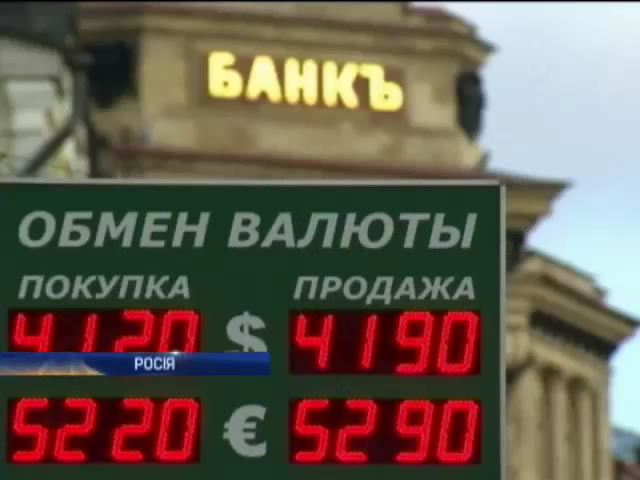 БАНКЪ
ОБМЕН ВАЛЮТЫ
ПОКУПКА ПРОДАЖА
4120 $ 4190
РОСІЯ
5220 € 5290